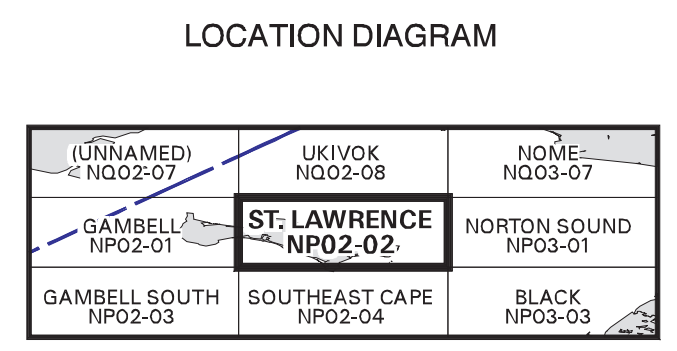 LOCATION DIAGRAM
(UNNAMED)
NQ02-07
UKIVOK
NQ02-08
NOME
NQ03-07
GAMBELL
NP02-01
ST. LAWRENCE
NP02-02
NORTON SOUND
NP03-01
GAMBELL SOUTH
NP02-03
SOUTHEAST CAPE
NP02-04
BLACK
NP03-03